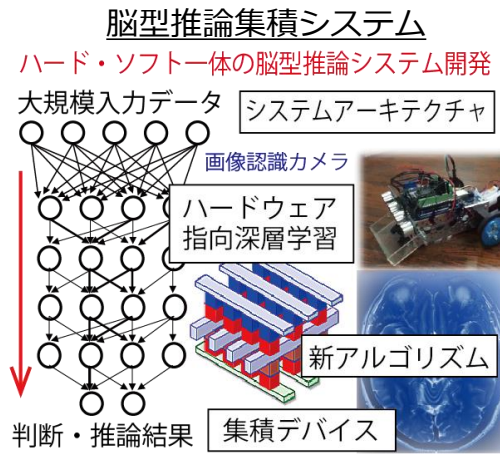 脳型推論集積システム
ハード・ソフト一体の脳型推論システム開発
大規模入力データ
システムアーキテクチャ
画像認識カメラ
ハードウェア
指向深層学習
新アルゴリズム
集積デバイス
判断・推論結果